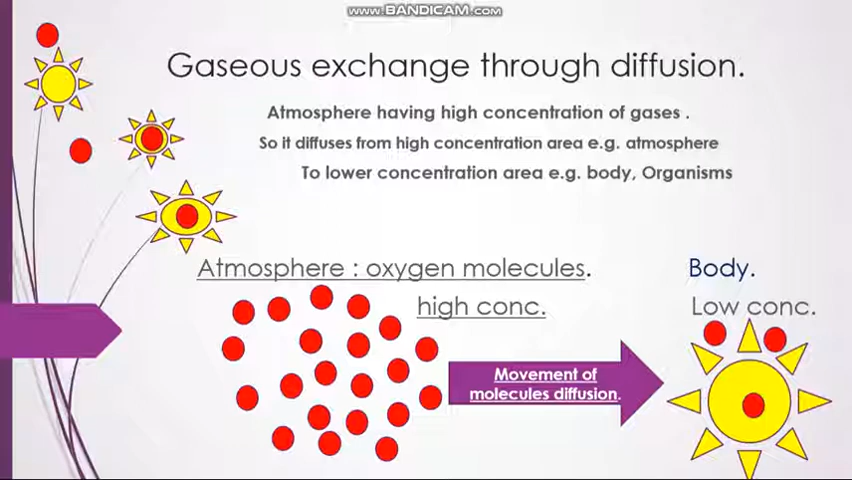 www.BANDICAM.com
Gaseous exchange through diffusion.
Atmosphere having high concentration of gases .
So it diffuses from high concentration area e.g. atmosphere
To lower concentration area e.g. body, Organisms
Atmosphere : oxygen molecules.
Body.
high conc.
Low conc.
Movement of
molecules diffusion.